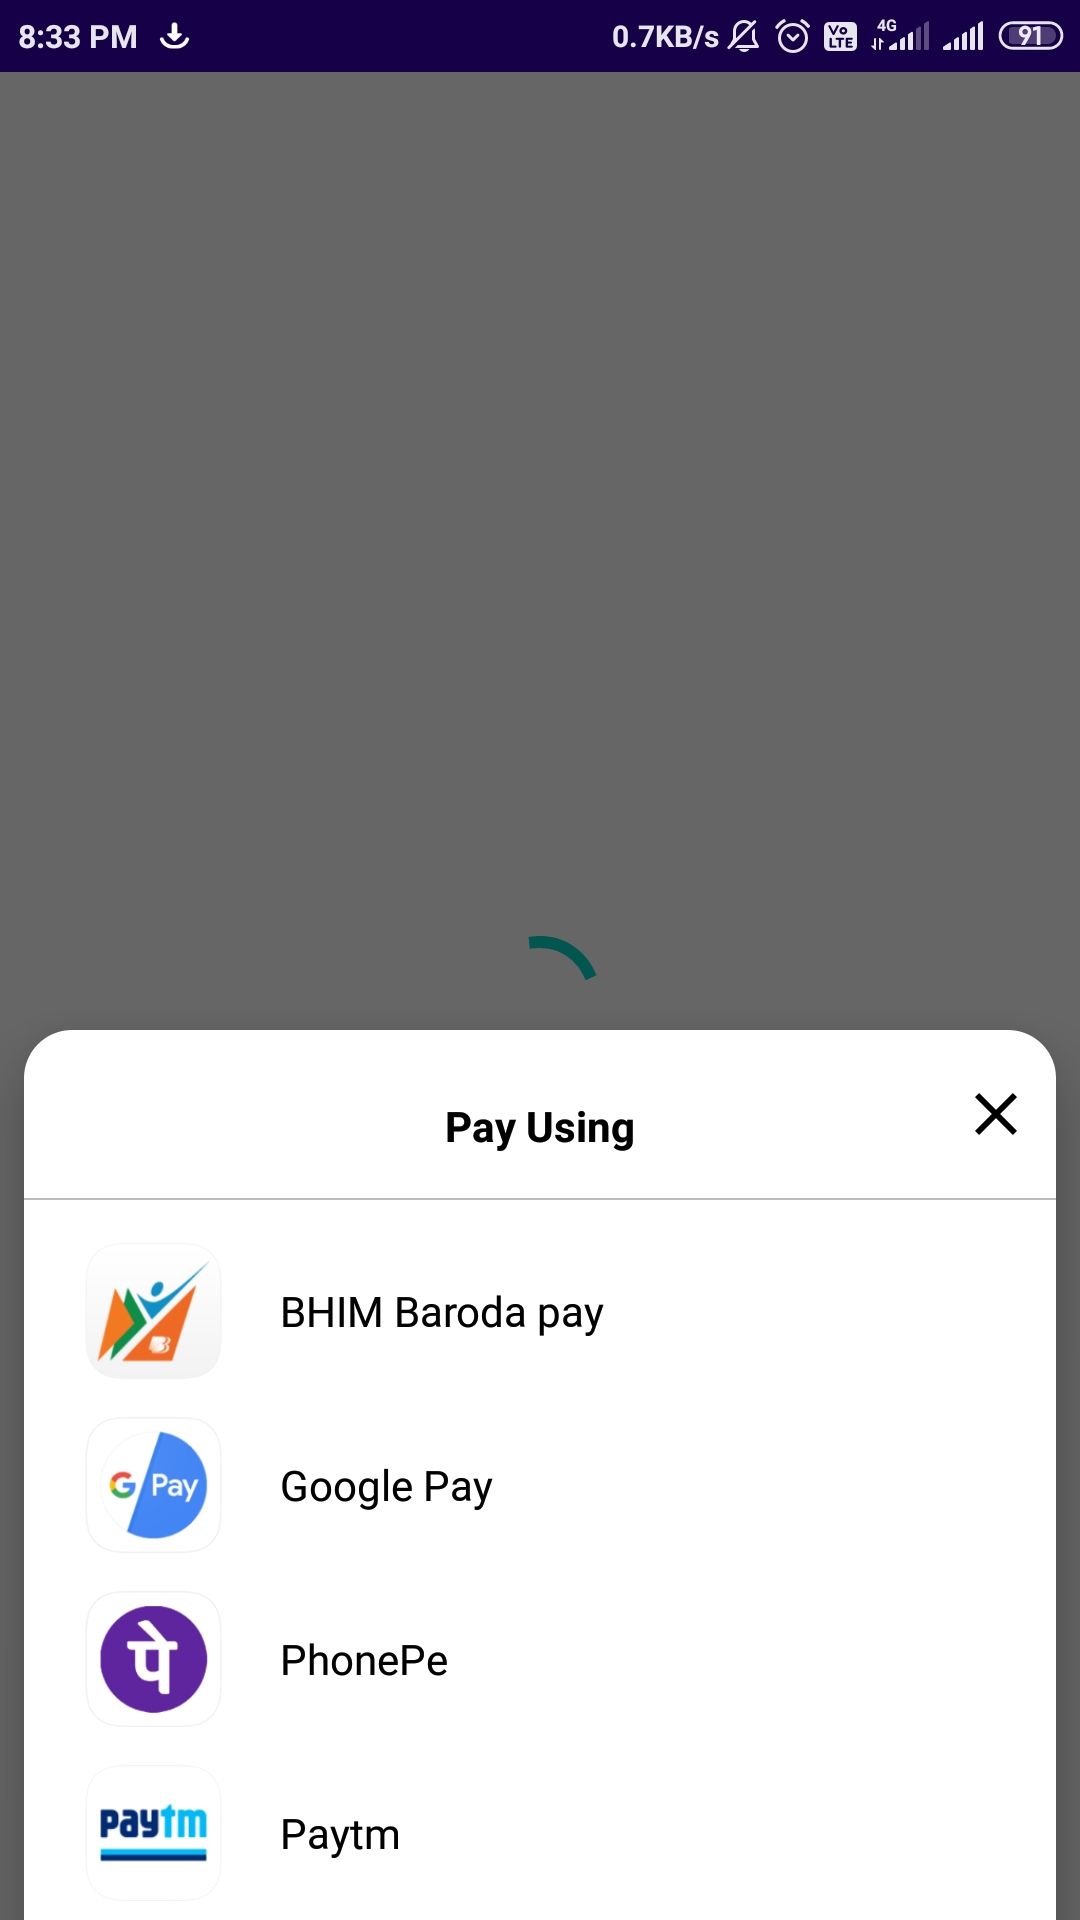 8:33 PM 0.7KB/s Vo LTE 4G 91
Pay Using
BHIM Baroda pay
B
G Pay
Google Pay
पे
PhonePe
paytm
Paytm